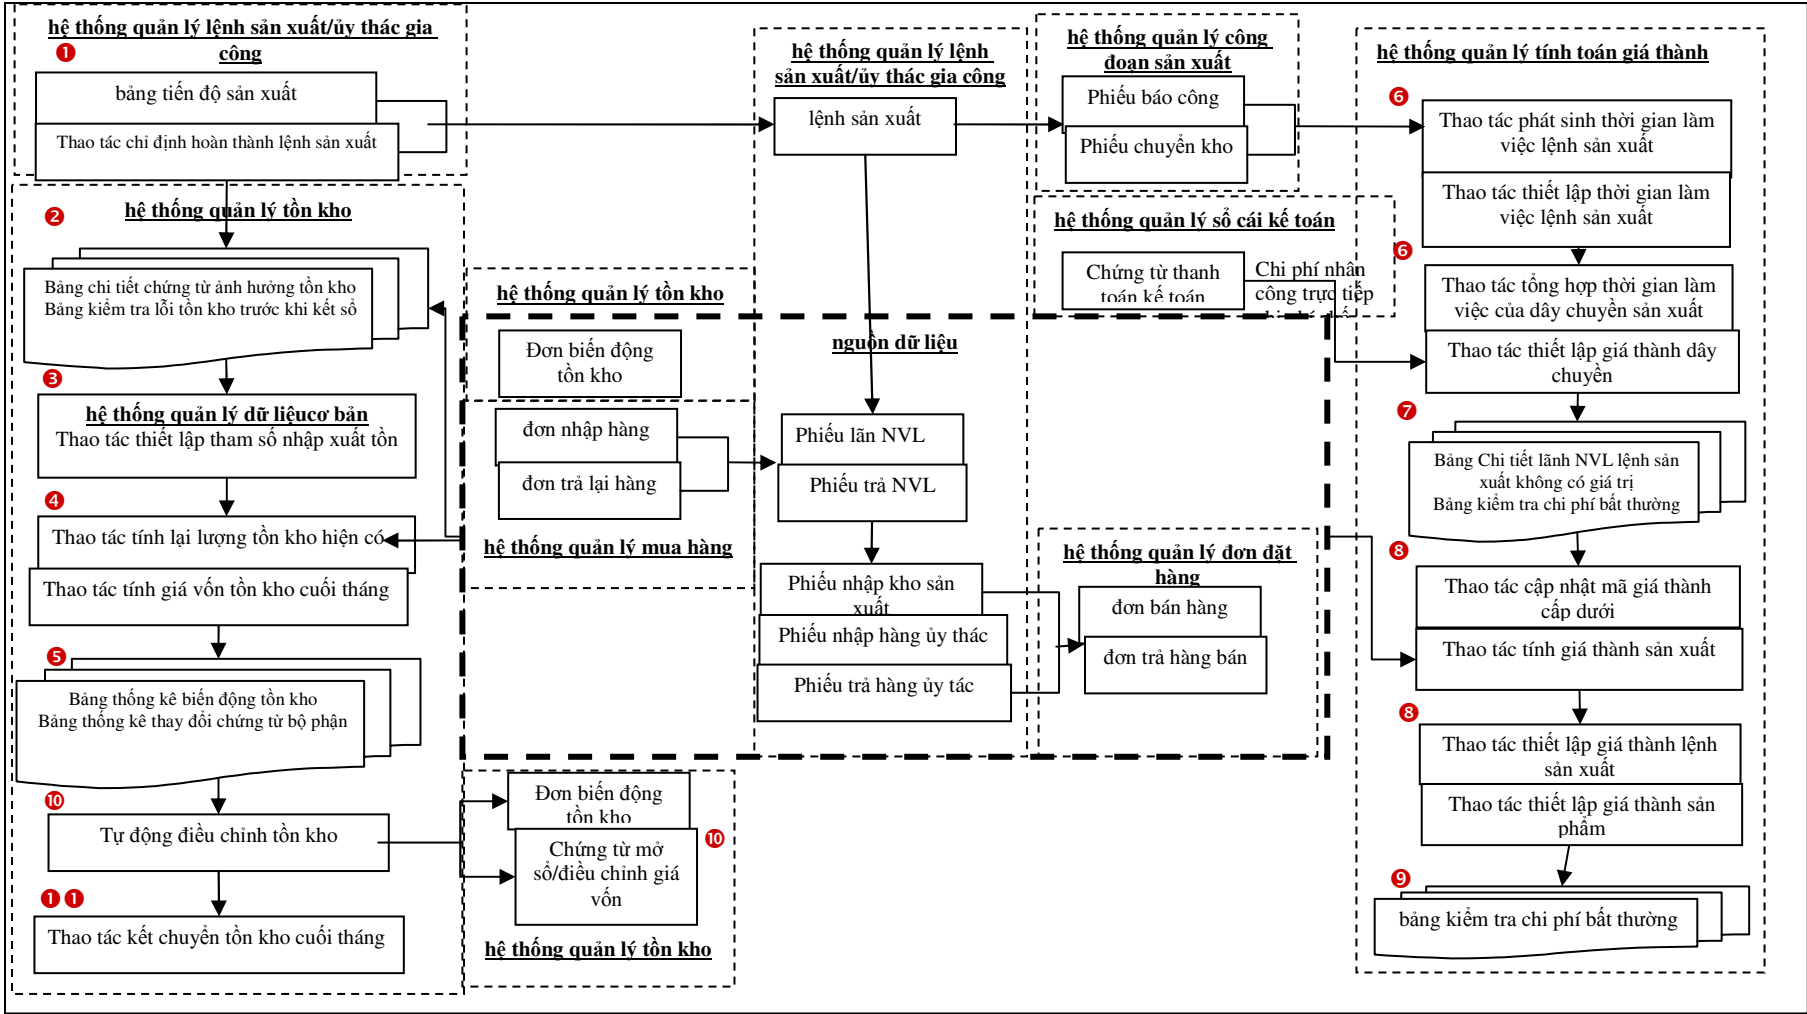 hệ thống quản lý lệnh sản xuất/ủy thác gia
công
❶
bảng tiến độ sản xuất
Thao tác chỉ định hoàn thành lệnh sản xuất
❷
hệ thống quản lý tồn kho
Bảng chi tiết chứng từ ảnh hưởng tồn kho
Bảng kiểm tra lỗi tồn kho trước khi kết sổ
❸
hệ thống quản lý dữ liệucơ bản
Thao tác thiết lập tham số nhập xuất tồn
❹
Thao tác tính lại lượng tồn kho hiện có
Thao tác tính giá vốn tồn kho cuối tháng
❺
Bảng thống kê biến động tồn kho
Bảng thống kê thay đổi chứng từ bộ phận
❿
Tự động điều chỉnh tồn kho
❶❶
Thao tác kết chuyển tồn kho cuối tháng
hệ thống quản lý tồn kho
Đơn biến động
tồn kho
đơn nhập hàng
đơn trả lại hàng
hệ thống quản lý mua hàng
Đơn biến động
tồn kho
❿
Chứng từ mở
sổ/điều chỉnh giá
vốn
hệ thống quản lý tồn kho
hệ thống quản lý lệnh
sản xuất/ủy thác gia công
lệnh sản xuất
nguồn dữ liệu
Phiếu lãn NVL
Phiếu trả NVL
Phiếu nhập kho sản
xuất
Phiếu nhập hàng ủy thác
Phiếu trả hàng ủy tác
hệ thống quản lý công
đoạn sản xuất
Phiếu báo công
Phiếu chuyển kho
hệ thống quản lý sổ cái kế toán
Chứng từ thanh
toán kế toán
Chi phí nhân
công trực tiếp
hệ thống quản lý đơn đặt
hàng
đơn bán hàng
đơn trả hàng bán
hệ thống quản lý tính toán giá thành
❻
Thao tác phát sinh thời gian làm
việc lệnh sản xuất
Thao tác thiết lập thời gian làm
việc lệnh sản xuất
❻
Thao tác tổng hợp thời gian làm
việc của dây chuyền sản xuất
Thao tác thiết lập giá thành dây
chuyền
❼
Bảng Chi tiết lãnh NVL lệnh sản
xuất không có giá trị
Bảng kiểm tra chi phí bất thường
❽
Thao tác cập nhật mã giá thành
cấp dưới
Thao tác tính giá thành sản xuất
❽
Thao tác thiết lập giá thành lệnh
sản xuất
Thao tác thiết lập giá thành sản
phẩm
❾
bảng kiểm tra chi phí bất thường